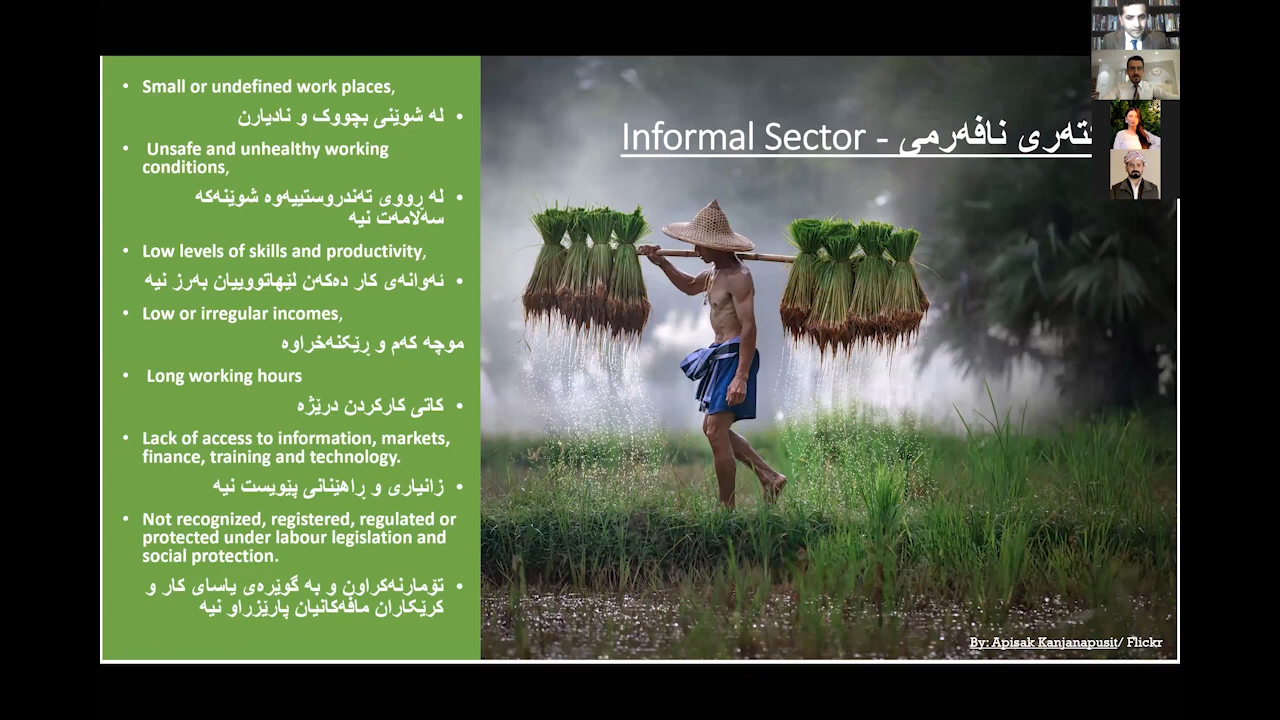 Small or undefined work places,
لە شوێنی بچووک و نادیارن
Unsafe and unhealthy working
conditions,
لە ڕووی تەندروستییەوە شوێنەکە
سەلامەت نیە
Low levels of skills and productivity,
ئەوانەی کار دەکەن لێهاتووییان بەرز نیە
Low or irregular incomes,
موچە کەم و ڕێکنەخراوە
Long working hours
کاتی کارکردن درێژە
Lack of access to information, markets,
finance, training and technology.
زانیاری و ڕاهێنانی پێویست نیە
Not recognized, registered, regulated or
protected under labour legislation and
social protection.
تۆمارنەکراون و بە گوێرەی یاسای کار و
کرێکاران مافەکانیان پارێزراو نیە
Informal Sector - نافەرمی
By: Apisak Kanjanapusit/ Flickr